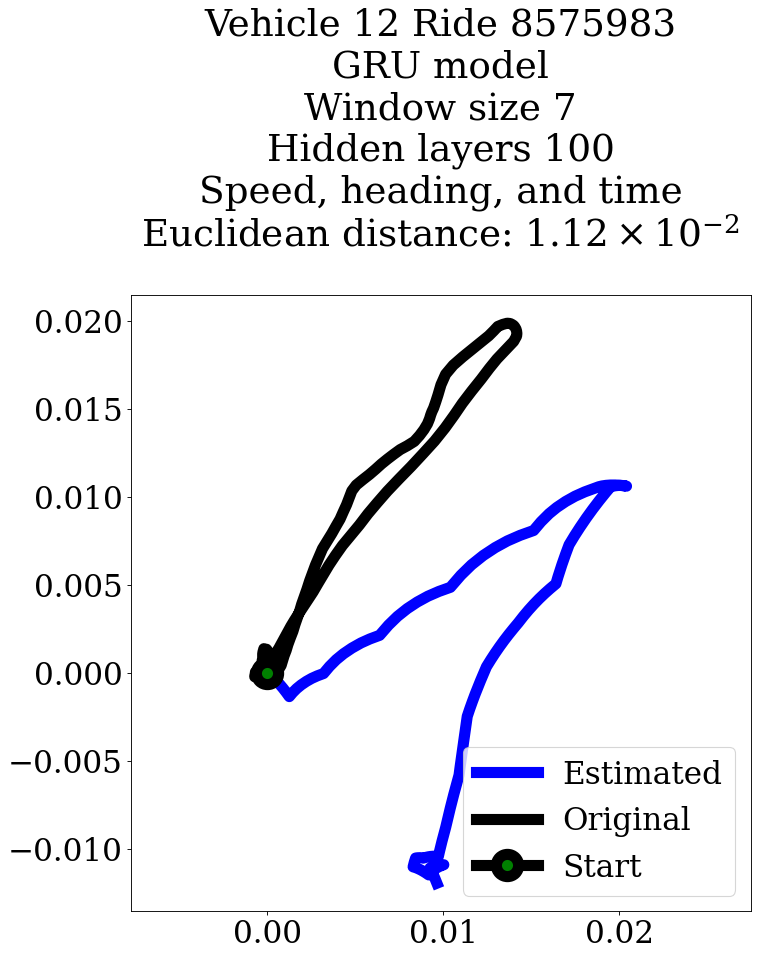 Vehicle 12 Ride 8575983
GRU model
Window size 7
Hidden layers 100
Speed, heading, and time
Euclidean distance: 1.12 × 10⁻²
0.020
0.015
0.010
0.005
0.000
−0.005
−0.010
Estimated
Original
Start
0.00 0.01 0.02